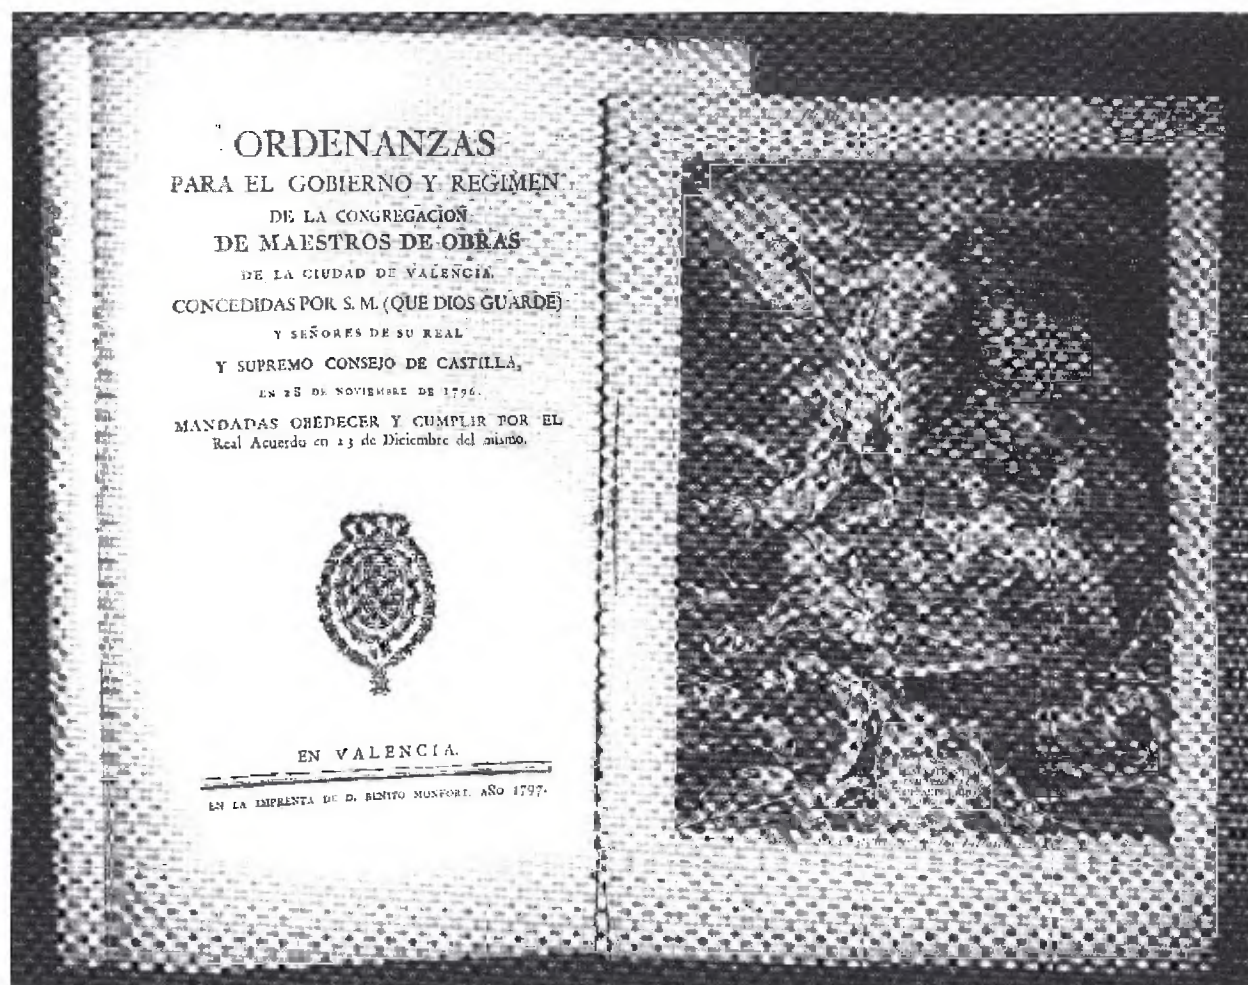 ORDENANZAS
PARA EL GOBIERNO Y REGIMEN
DE LA CONGREGACION
DE MAESTROS DE OBRAS
DE LA CIUDAD DE VALENCIA,
CONCEDIDAS POR S. M. (QUE DIOS GUARDE)
Y SEÑORES DE SU REAL
Y SUPREMO CONSEJO DE CASTILLA,
EN 28 DE NOVIEMBRE DE 1796.
MANDADAS OBEDECER Y CUMPLIR POR EL
Real Acuerdo en 13 de Diciembre del mismo.
EN VALENCIA.
EN LA IMPRENTA DE D. BENITO MONFORT. AÑO 1797.